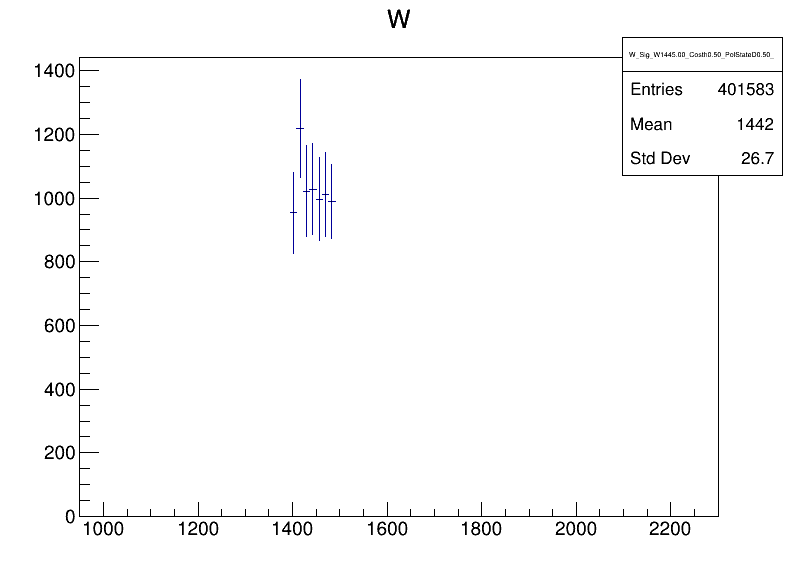 W
W_Sig_W1445.00_Costh0.50_PolState0.50_
Entries 401583
Mean 1442
Std Dev 26.7
1400
1200
1000
800
600
400
200
0
1000 1200 1400 1600 1800 2000 2200